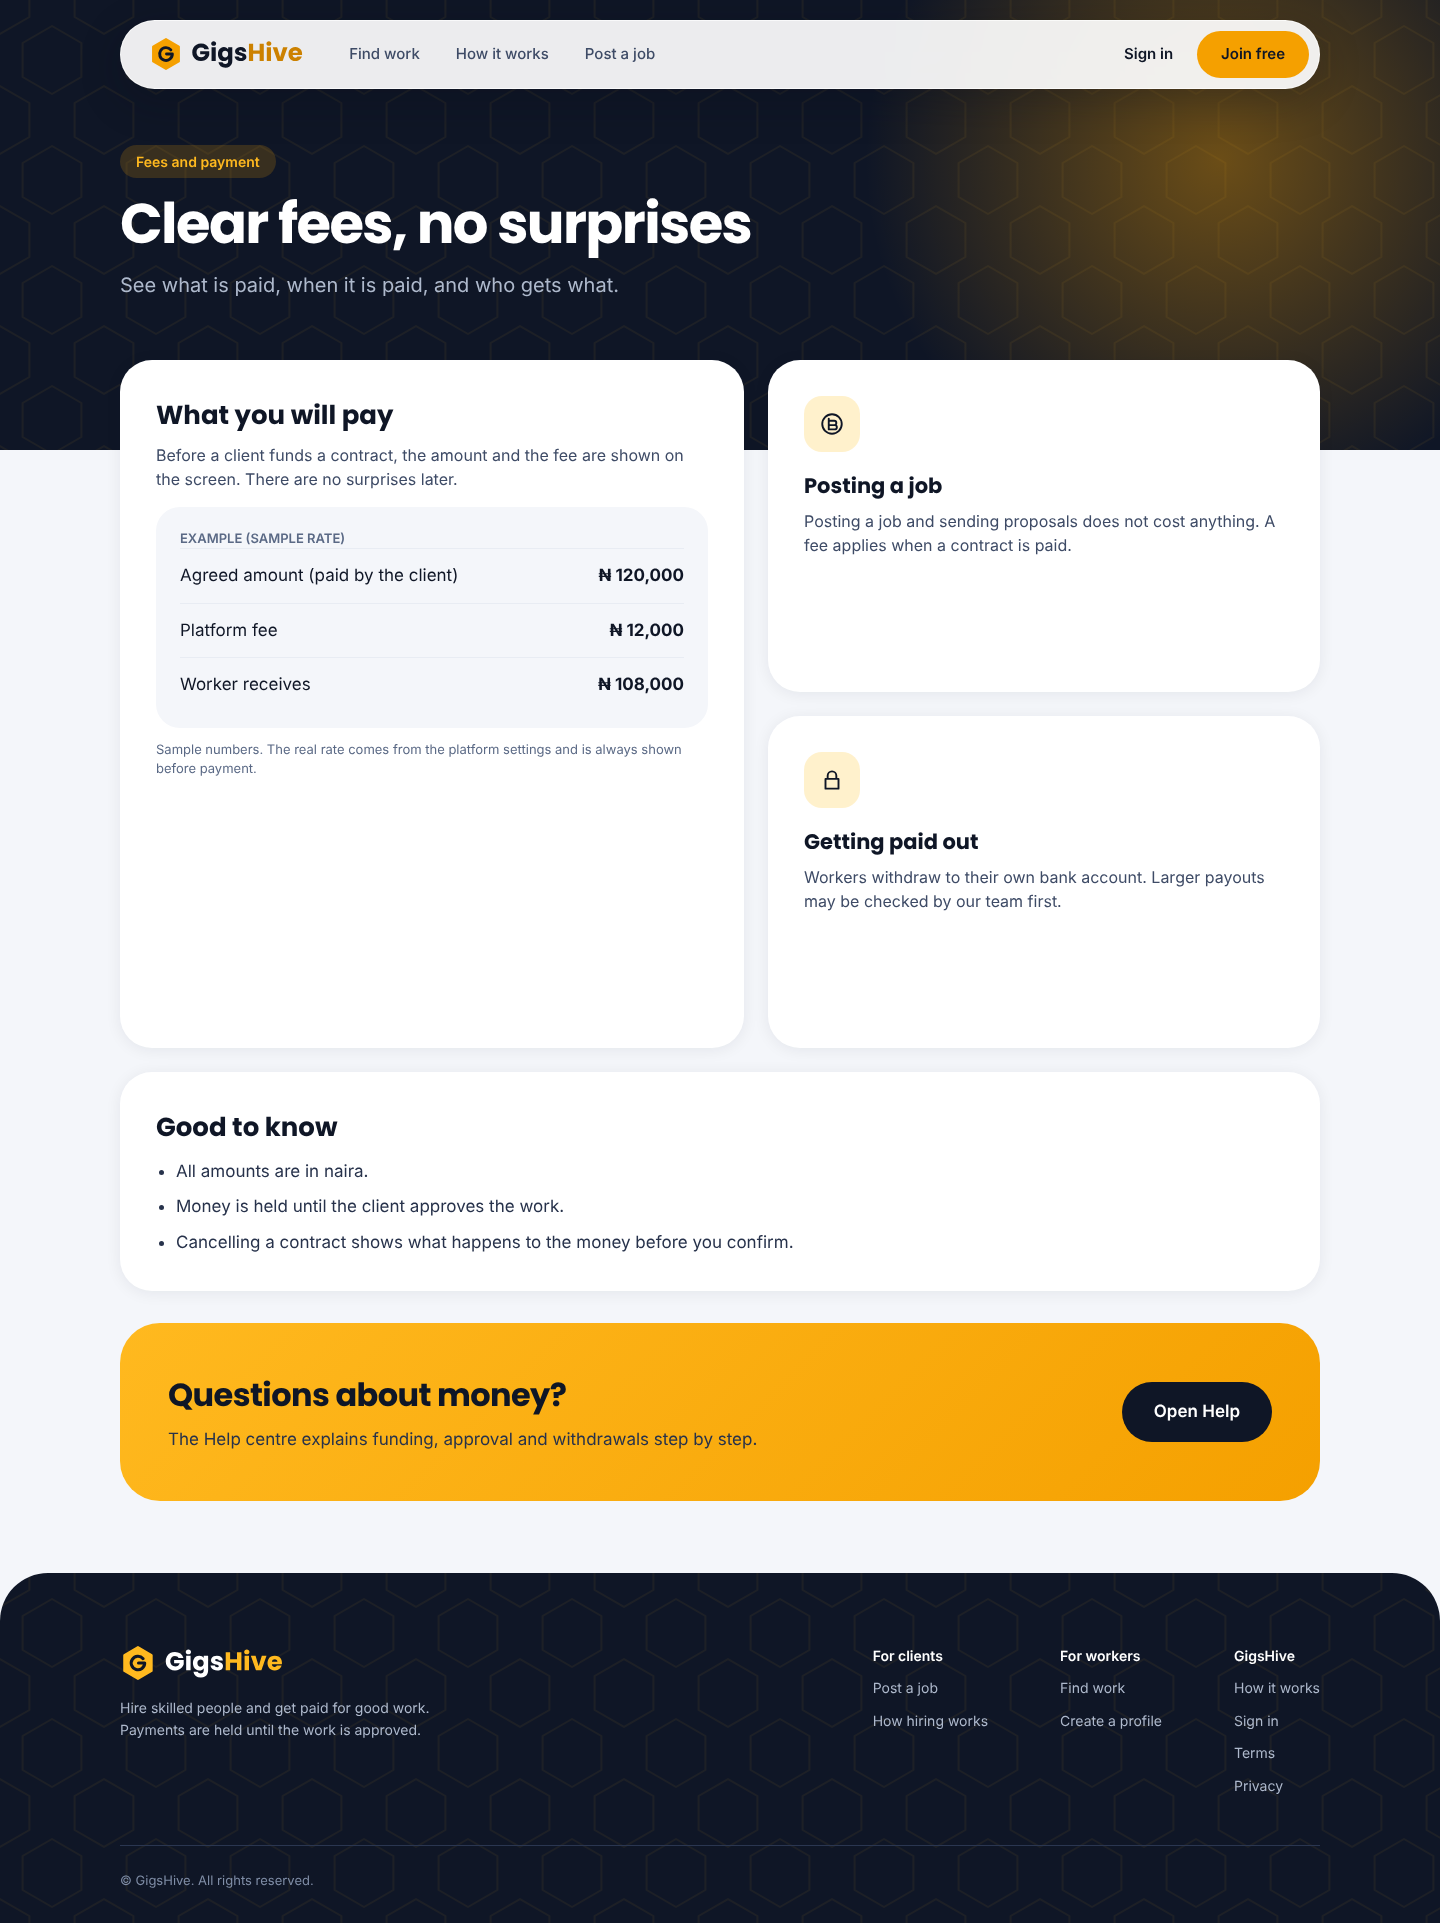 GigsHive
Find work
How it works
Post a job
Sign in
Join free
Fees and payment
Clear fees, no surprises
See what is paid, when it is paid, and who gets what.
What you will pay
Before a client funds a contract, the amount and the fee are shown on
the screen. There are no surprises later.
EXAMPLE (SAMPLE RATE)
Agreed amount (paid by the client) ₦ 120,000
Platform fee ₦ 12,000
Worker receives ₦ 108,000
Sample numbers. The real rate comes from the platform settings and is always shown
before payment.
Posting a job
Posting a job and sending proposals does not cost anything. A
fee applies when a contract is paid.
Getting paid out
Workers withdraw to their own bank account. Larger payouts
may be checked by our team first.
Good to know
• All amounts are in naira.
• Money is held until the client approves the work.
• Cancelling a contract shows what happens to the money before you confirm.
Questions about money?
The Help centre explains funding, approval and withdrawals step by step.
Open Help
GigsHive
Hire skilled people and get paid for good work.
Payments are held until the work is approved.
For clients
Post a job
How hiring works
For workers
Find work
Create a profile
GigsHive
How it works
Sign in
Terms
Privacy
© GigsHive. All rights reserved.